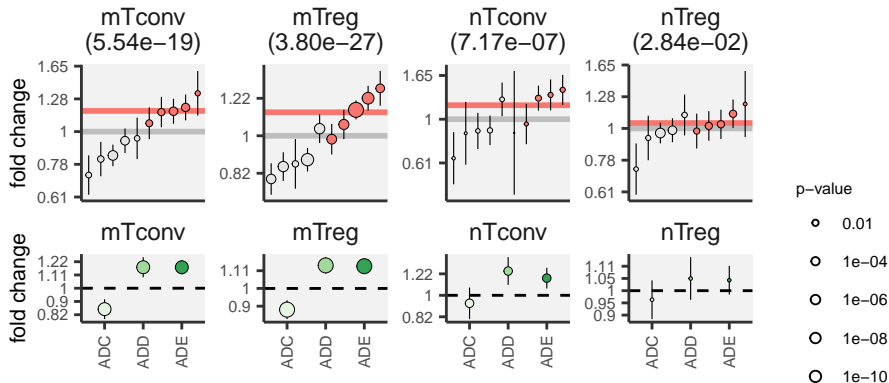 mTconv
(5.54e−19)
mTreg
(3.80e−27)
nTconv
(7.17e−07)
nTreg
(2.84e−02)
fold change
1.65
1.28
1
0.78
0.61
1.22
1
0.82
1.65
1
0.61
1.65
1.28
1
0.78
0.61
mTconv
mTreg
nTconv
nTreg
fold change
1.22
1.11
1
0.9
0.82
1.11
1
0.9
1.22
1
0.82
1.11
1.05
1
0.95
0.9
ADC
ADD
ADE
ADC
ADD
ADE
ADC
ADD
ADE
ADC
ADD
ADE
p−value
0.01
1e−04
1e−06
1e−08
1e−10